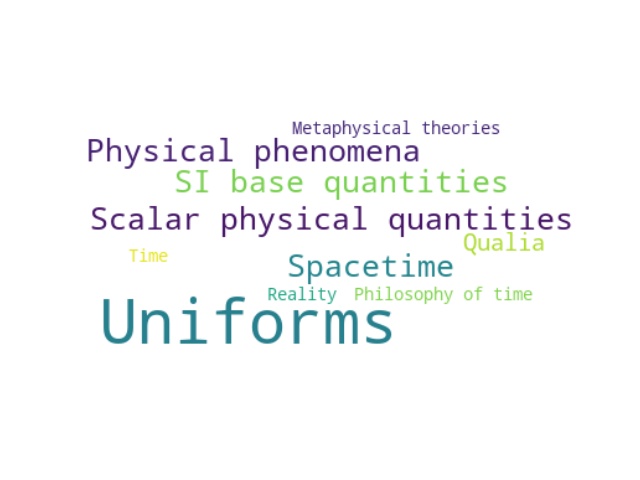 Metaphysical theories
Physical phenomena
SI base quantities
Scalar physical quantities
Qualia
Time
Spacetime
Reality
Philosophy of time
Uniforms